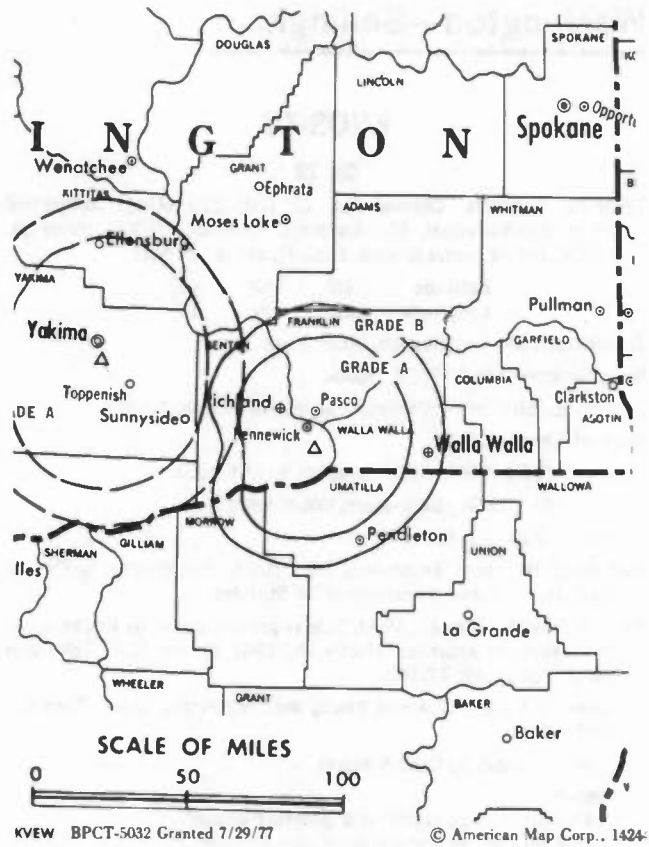 DOUGLAS
SPOKANE
LINCOLN
Spokane
Opport
I N G T O N
Wenatchee
GRANT
KITTITAS
Ephrata
ADAMS
WHITMAN
Moses Lake
Ellensburg
YAKIMA
Pullman
FRANKLIN
GRADE B
Yakima
BENTON
GARFIELD
GRADE A
COLUMBIA
Toppenish
Clarkston
DE A
Richland
Pasco
ASOTIN
Sunnyside
Kennewick
WALLA WALLA
Walla Walla
UMATILLA
WALLOWA
MORROW
Pendleton
SHERMAN
GILLIAM
UNION
lles
La Grande
WHEELER
GRANT
BAKER
Baker
SCALE OF MILES
0 50 100
KVEW BPCT-5032 Granted 7/29/77 © American Map Corp., 1424